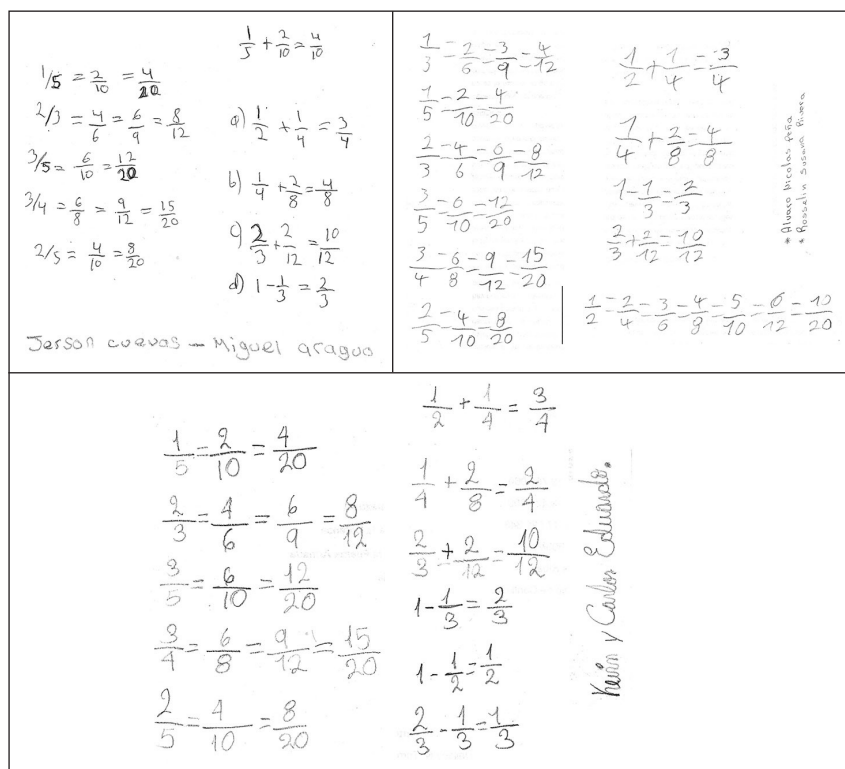 1/5 + 2/10 = 4/10
1/5 = 2/10 = 4/20
2/3 = 4/6 = 6/9 = 8/12
3/5 = 6/10 = 12/20
3/4 = 6/8 = 9/12 = 15/20
2/5 = 4/10 = 8/20
a) 1/2 + 1/4 = 3/4
b) 1/4 + 2/8 = 4/8
c) 2/3 + 2/12 = 10/12
d) 1 - 1/3 = 2/3
Jerson cuevas - Miguel aragua
1/3 = 2/6 = 3/9 = 4/12
1/5 = 2/10 = 4/20
2/3 = 4/6 = 6/9 = 8/12
3/5 = 6/10 = 12/20
3/4 = 6/8 = 9/12 = 15/20
2/5 = 4/10 = 8/20
1/2 + 1/4 = 3/4
1/4 + 2/8 = 4/8
1 - 1/3 = 2/3
2/3 + 2/12 = 10/12
1/2 = 2/4 = 3/6 = 4/8 = 5/10 = 6/12 = 10/20
* Alvaro Nicolas Peña
* Rosselin Susana Rivera
1/5 = 2/10 = 4/20
2/3 = 4/6 = 6/9 = 8/12
3/5 = 6/10 = 12/20
3/4 = 6/8 = 9/12 = 15/20
2/5 = 4/10 = 8/20
1/2 + 1/4 = 3/4
1/4 + 2/8 = 2/4
2/3 + 2/12 = 10/12
1 - 1/3 = 2/3
1 - 1/2 = 1/2
2/3 - 1/3 = 1/3
Kevin y Carlos Eduardo.